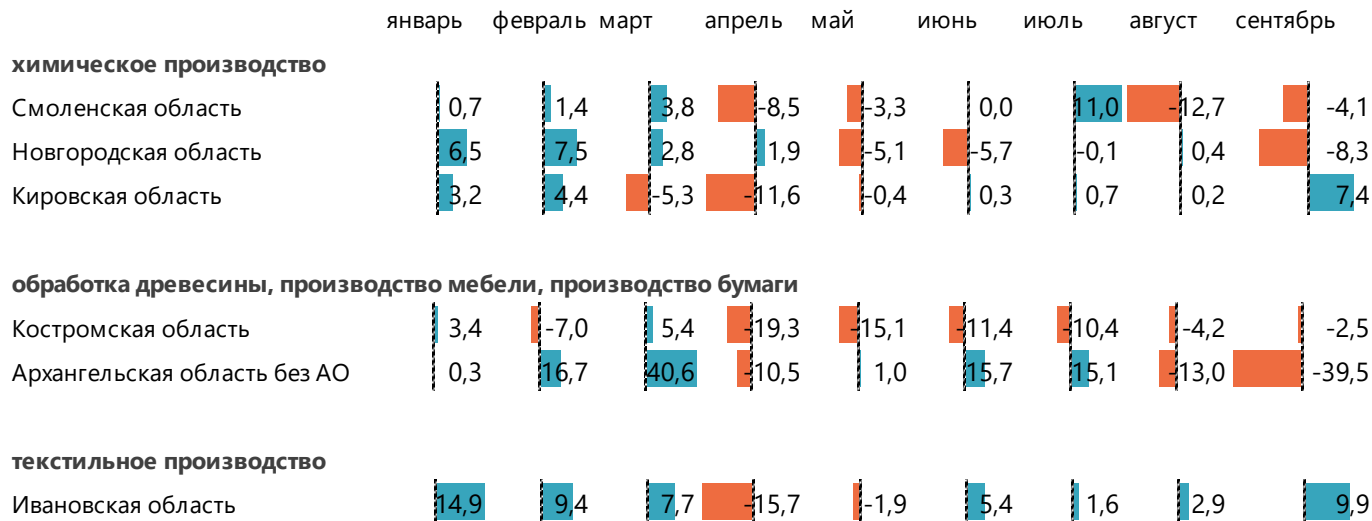 январь февраль март апрель май июнь июль август сентябрь
химическое производство
Смоленская область 0,7 1,4 3,8 -8,5 -3,3 0,0 11,0 -12,7 -4,1
Новгородская область 6,5 7,5 2,8 1,9 -5,1 -5,7 -0,1 0,4 -8,3
Кировская область 3,2 4,4 -5,3 -11,6 -0,4 0,3 0,7 0,2 7,4
обработка древесины, производство мебели, производство бумаги
Костромская область 3,4 -7,0 5,4 -19,3 -15,1 -11,4 -10,4 -4,2 -2,5
Архангельская область без АО 0,3 16,7 40,6 -10,5 1,0 15,7 15,1 -13,0 -39,5
текстильное производство
Ивановская область 14,9 9,4 7,7 -15,7 -1,9 5,4 1,6 2,9 9,9